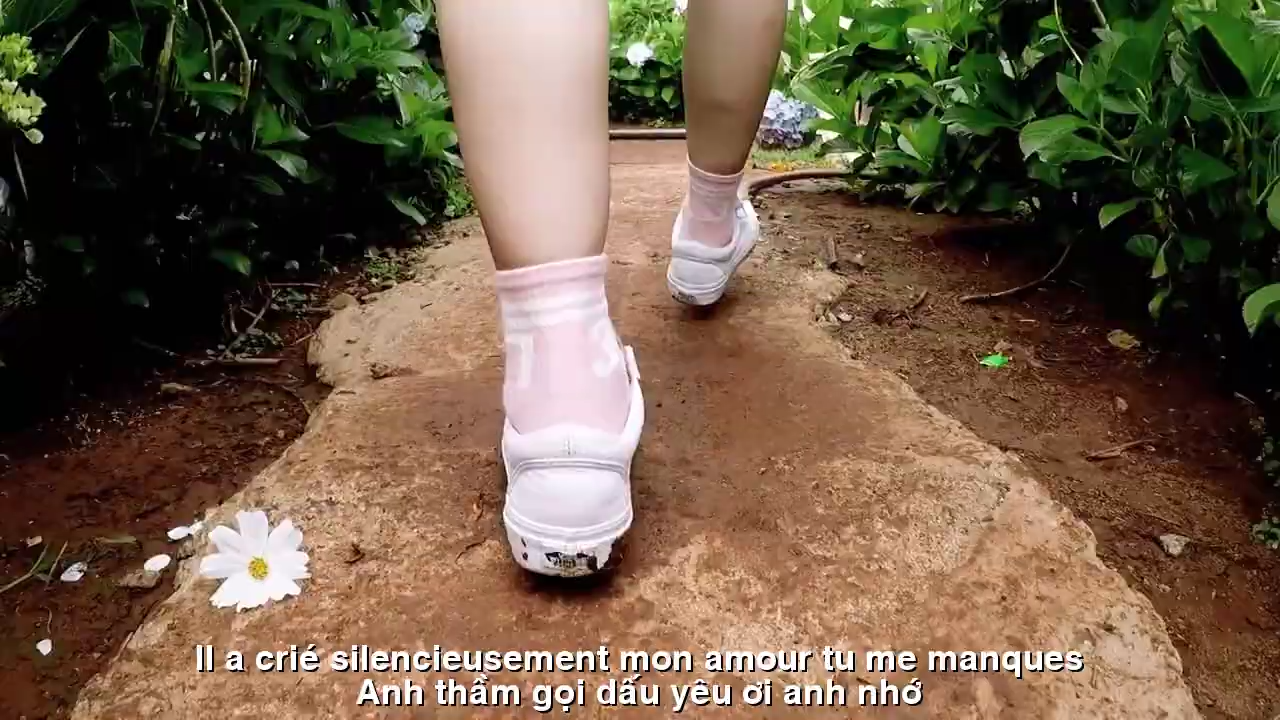 Il a crié silencieusement mon amour tu me manques
Anh thầm gọi dấu yêu ơi anh nhớ